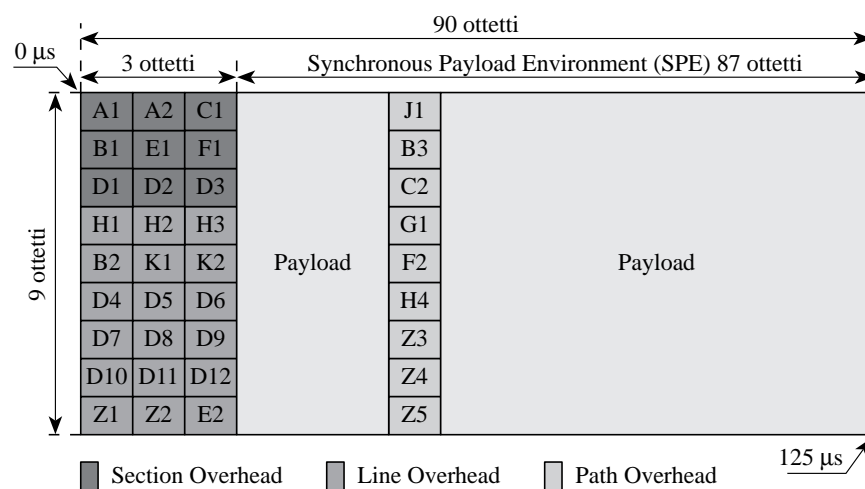 90 ottetti
0 μs
3 ottetti
Synchronous Payload Environment (SPE) 87 ottetti
9 ottetti
A1 A2 C1 J1
B1 E1 F1 B3
D1 D2 D3 C2
H1 H2 H3 G1
B2 K1 K2 Payload F2 Payload
D4 D5 D6 H4
D7 D8 D9 Z3
D10 D11 D12 Z4
Z1 Z2 E2 Z5
125 μs
Section Overhead Line Overhead Path Overhead